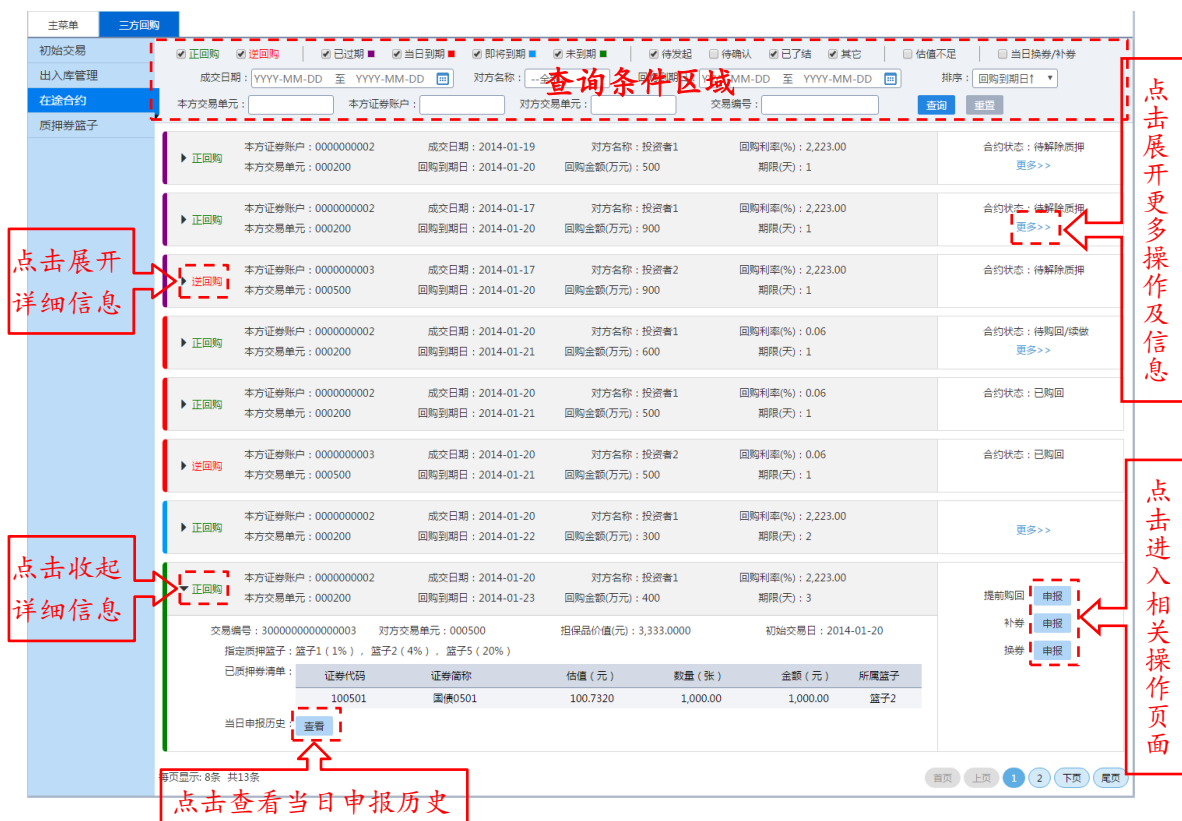 主菜单 三方回购
初始交易
出入库管理
在途合约
质押券篮子
正回购 逆回购 已过期 当日到期 即将到期 未到期 待发起 待确认 已了结 其它 估值不足 当日换券/补券
成交日期： YYYY-MM-DD 至 YYYY-MM-DD 对方名称： --全 回购到期 YYYY-MM-DD 至 YYYY-MM-DD 排序： 回购到期日↑
查询条件区域
本方交易单元： 本方证券账户： 对方交易单元： 交易编号： 查询 重置
本方证券账户：0000000002 成交日期：2014-01-19 对方名称：投资者1 回购利率(%)：2,223.00 合约状态：待解除质押
正回购
本方交易单元：000200 回购到期日：2014-01-20 回购金额(万元)：500 期限(天)：1 更多>>
本方证券账户：0000000002 成交日期：2014-01-17 对方名称：投资者1 回购利率(%)：2,223.00 合约状态：待解除质押
正回购
本方交易单元：000200 回购到期日：2014-01-20 回购金额(万元)：900 期限(天)：1 更多>>
本方证券账户：0000000003 成交日期：2014-01-17 对方名称：投资者2 回购利率(%)：2,223.00 合约状态：待解除质押
逆回购
本方交易单元：000500 回购到期日：2014-01-20 回购金额(万元)：900 期限(天)：1
点击展开
详细信息
本方证券账户：0000000002 成交日期：2014-01-20 对方名称：投资者1 回购利率(%)：0.06 合约状态：待购回/续做
正回购
本方交易单元：000200 回购到期日：2014-01-21 回购金额(万元)：600 期限(天)：1 更多>>
点击展开更多操作及信息
本方证券账户：0000000002 成交日期：2014-01-20 对方名称：投资者1 回购利率(%)：0.06 合约状态：已购回
正回购
本方交易单元：000200 回购到期日：2014-01-21 回购金额(万元)：500 期限(天)：1
本方证券账户：0000000003 成交日期：2014-01-20 对方名称：投资者2 回购利率(%)：0.06 合约状态：已购回
逆回购
本方交易单元：000500 回购到期日：2014-01-21 回购金额(万元)：500 期限(天)：1
本方证券账户：0000000002 成交日期：2014-01-20 对方名称：投资者1 回购利率(%)：2,223.00
正回购 更多>>
本方交易单元：000200 回购到期日：2014-01-22 回购金额(万元)：300 期限(天)：2
本方证券账户：0000000002 成交日期：2014-01-20 对方名称：投资者1 回购利率(%)：2,223.00
正回购
本方交易单元：000200 回购到期日：2014-01-23 回购金额(万元)：400 期限(天)：3
点击收起
详细信息
提前购回 申报
补券 申报
换券 申报
点击进入相关操作页面
交易编号：3000000000000003 对方交易单元：000500 担保品价值(元)：3,333.0000 初始交易日：2014-01-20
指定质押篮子：篮子1（1%），篮子2（4%），篮子5（20%）
已质押券清单： 证券代码 证券简称 估值（元） 数量（张） 金额（元） 所属篮子
100501 国债0501 100.7320 1,000.00 1,000.00 篮子2
当日申报历史： 查看
点击查看当日申报历史
每页显示: 8条 共13条 首页 上页 1 2 下页 尾页